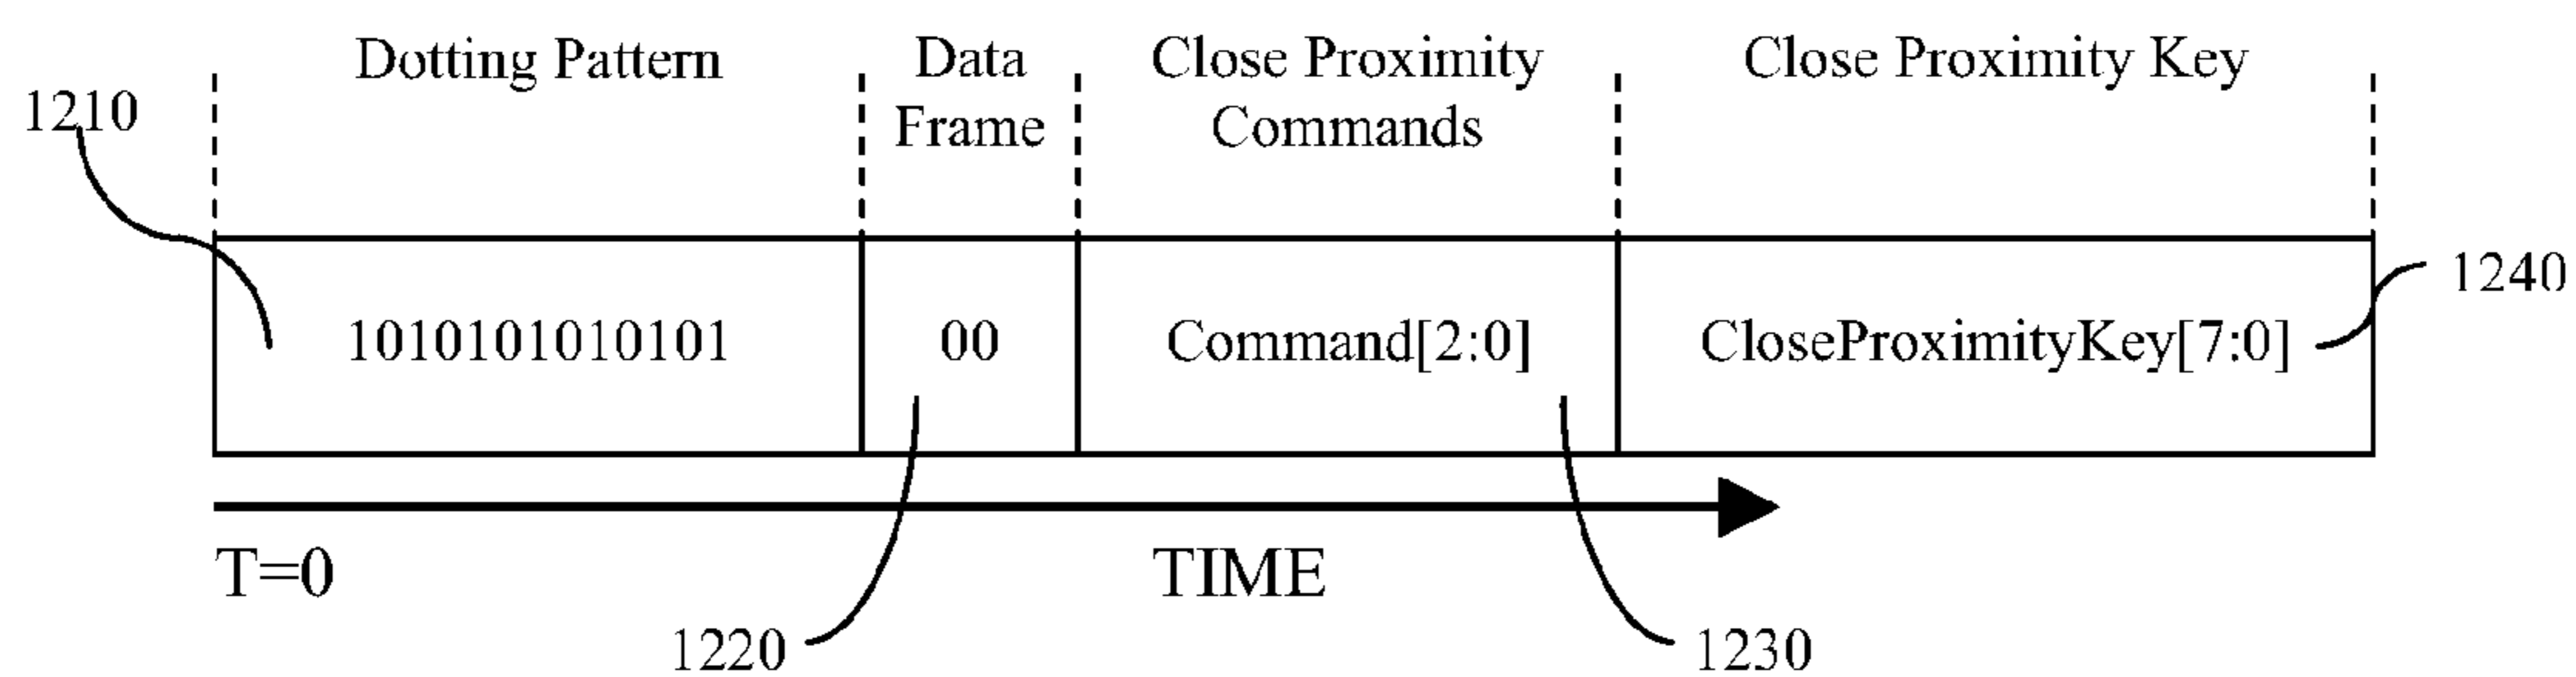 Dotting Pattern
Data
Frame
Close Proximity
Commands
Close Proximity Key
1210
1010101010101
00
Command[2:0]
CloseProximityKey[7:0]
1240
T=0
TIME
1220
1230